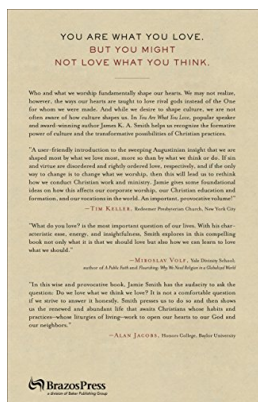 YOU ARE WHAT YOU LOVE.
BUT YOU MIGHT
NOT LOVE WHAT YOU THINK.
Who and what we worship fundamentally shape our hearts. We may not realize,
however, the ways our hearts are taught to love rival gods instead of the One
for whom we were made. And while we desire to shape culture, we are not
often aware of how culture shapes us. In You Are What You Love, popular speaker
and award-winning author James K. A. Smith helps us recognize the formative
power of culture and the transformative possibilities of Christian practices.
"A user-friendly introduction to the sweeping Augustinian insight that we are
shaped most by what we love most, more so than by what we think or do. If sin
and virtue are disordered and rightly ordered love, respectively, and if the only
way to change is to change what we worship, then this will lead us to rethink
how we conduct Christian work and ministry. Jamie gives some foundational
ideas on how this affects our corporate worship, our Christian education and
formation, and our vocations in the world. An important, provocative volume!"
—TIM KELLER, Redeemer Presbyterian Church, New York City
"'What do you love?' is the most important question of our lives. With his char-
acteristic ease, energy, and insightfulness, Smith explores in this compelling
book not only what it is that we should love but also how we can learn to love
what we should."
—MIROSLAV VOLF, Yale Divinity School;
author of A Public Faith and Flourishing: Why We Need Religion in a Globalized World
"In this wise and provocative book, Jamie Smith has the audacity to ask the
question: Do we love what we think we love? It is not a comfortable question
if we strive to answer it honestly. Smith presses us to do so and then shows
us the renewed and abundant life that awaits Christians whose habits and
practices—whose liturgies of living—work to open our hearts to our God and
our neighbors."
—ALAN JACOBS, Honors College, Baylor University
BrazosPress
a division of Baker Publishing Group